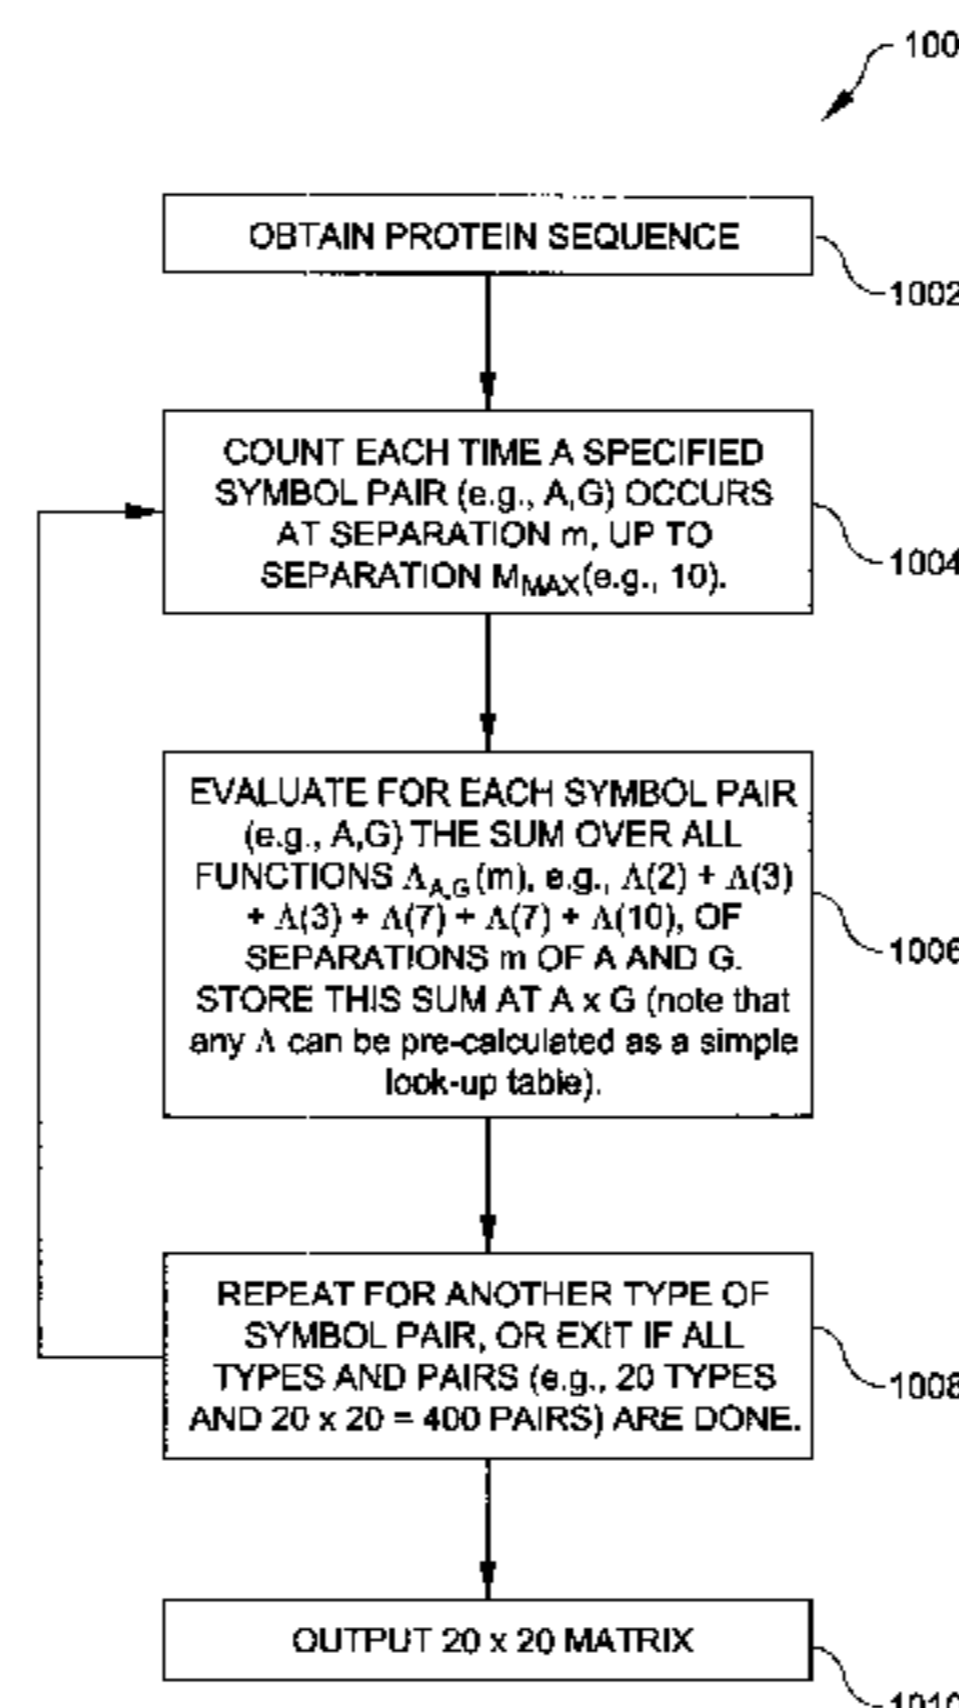 100
OBTAIN PROTEIN SEQUENCE
1002
COUNT EACH TIME A SPECIFIED
SYMBOL PAIR (e.g., A,G) OCCURS
AT SEPARATION m, UP TO
SEPARATION MMAX(e.g., 10).
1004
EVALUATE FOR EACH SYMBOL PAIR
(e.g., A,G) THE SUM OVER ALL
FUNCTIONS ΛA,G(m), e.g., Λ(2) + Λ(3)
+ Λ(3) + Λ(7) + Λ(7) + Λ(10), OF
SEPARATIONS m OF A AND G.
STORE THIS SUM AT A x G (note that
any Λ can be pre-calculated as a simple
look-up table).
1006
REPEAT FOR ANOTHER TYPE OF
SYMBOL PAIR, OR EXIT IF ALL
TYPES AND PAIRS (e.g., 20 TYPES
AND 20 x 20 = 400 PAIRS) ARE DONE.
1008
OUTPUT 20 x 20 MATRIX
1010